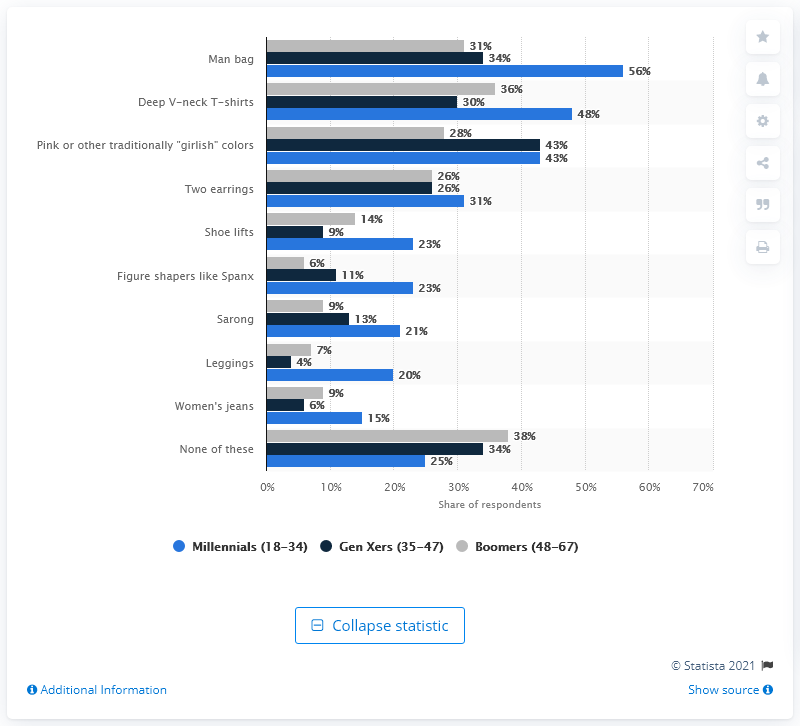 Man bag
31%
34%
56%
Deep V-neck T-shirts
36%
30%
48%
Pink or other traditionally "girlish" colors
28%
43%
43%
Two earrings
26%
26%
31%
Shoe lifts
14%
9%
23%
Figure shapers like Spanx
6%
11%
23%
Sarong
9%
13%
21%
Leggings
7%
4%
20%
Women's jeans
9%
6%
15%
None of these
38%
34%
25%
0% 10% 20% 30% 40% 50% 60% 70%
Share of respondents
Millennials (18-34) Gen Xers (35-47) Boomers (48-67)
Collapse statistic
© Statista 2021
Additional Information Show source